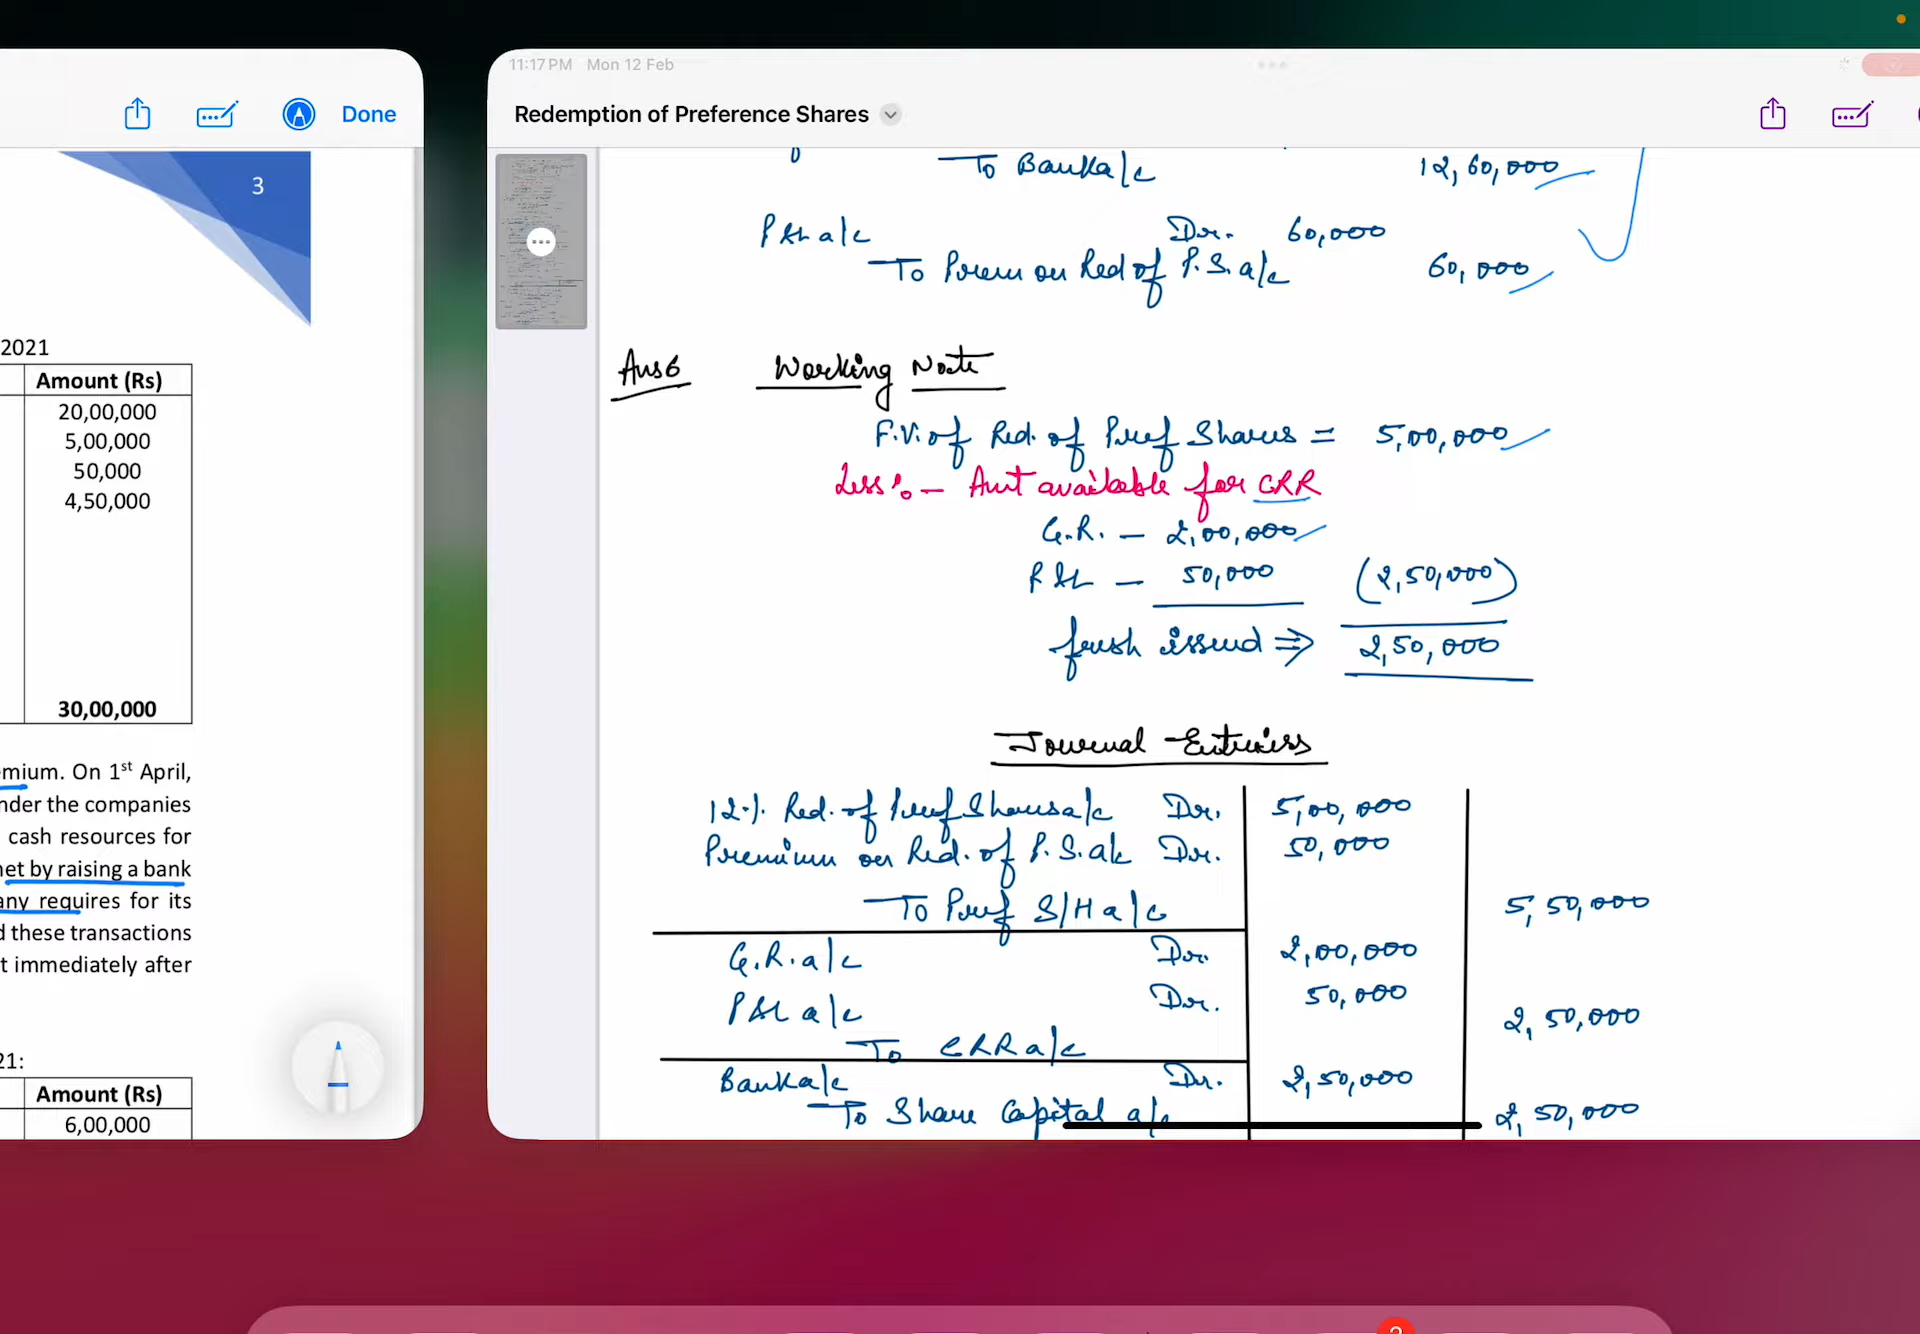 11:17 PM Mon 12 Feb
Done
Redemption of Preference Shares
3
2021
Amount (Rs)
20,00,000
5,00,000
50,000
4,50,000
30,00,000
emium. On 1st April,
nder the companies
cash resources for
net by raising a bank
any requires for its
d these transactions
t immediately after
21:
Amount (Rs)
6,00,000
To Bank a/c 12,60,000
P&L a/c Dr. 60,000
To Prem on Red of P.S. a/c 60,000
Ans 6 Working Note
F.V. of Red. of Pref Shares = 5,00,000
Less:- Amt available for CRR
G.R. - 2,00,000
P&L - 50,000 (2,50,000)
fresh issued ⇒ 2,50,000
Journal Entries
12%. Red. of Pref Shares a/c Dr. 5,00,000
Premium on Red. of P.S. a/c Dr. 50,000
To Pref S/H a/c 5,50,000
G.R. a/c Dr. 2,00,000
P&L a/c Dr. 50,000
To CRR a/c 2,50,000
Bank a/c Dr. 2,50,000
To Share Capital a/c 2,50,000